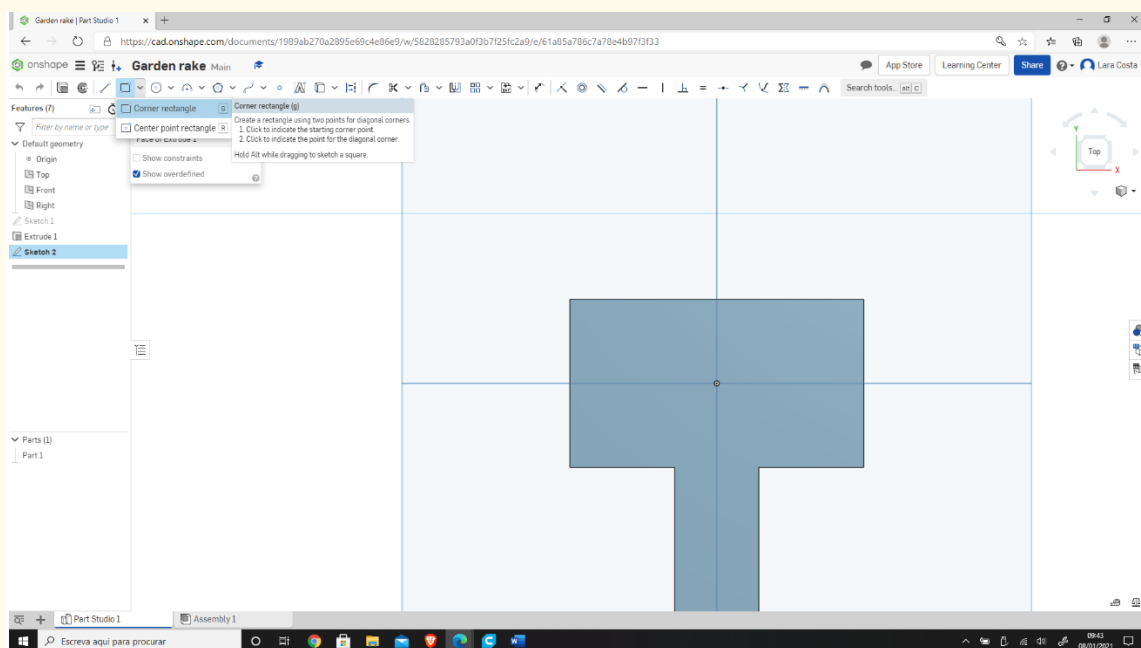 Garden rake | Part Studio 1
https://cad.onshape.com/documents/1989ab270a2895e69c4e86e9/w/5828285793a0f3b7f25fc2a9/e/61a85a786c7a78e4b97f3f33
onshape Garden rake Main App Store Learning Center Share Lara Costa
Search tools... alt C
Features (7)
Filter by name or type
Default geometry
Origin
Top
Front
Right
Sketch 1
Extrude 1
Sketch 2
Corner rectangle g
Center point rectangle R
Corner rectangle (g)
Create a rectangle using two points for diagonal corners.
1. Click to indicate the starting corner point.
2. Click to indicate the point for the diagonal corner.
Hold Alt while dragging to sketch a square.
Face of Extrude 1
Show constraints
Show overdefined
Y
Top
X
Parts (1)
Part 1
Part Studio 1 Assembly 1
Escreva aqui para procurar
09:43
08/01/2021